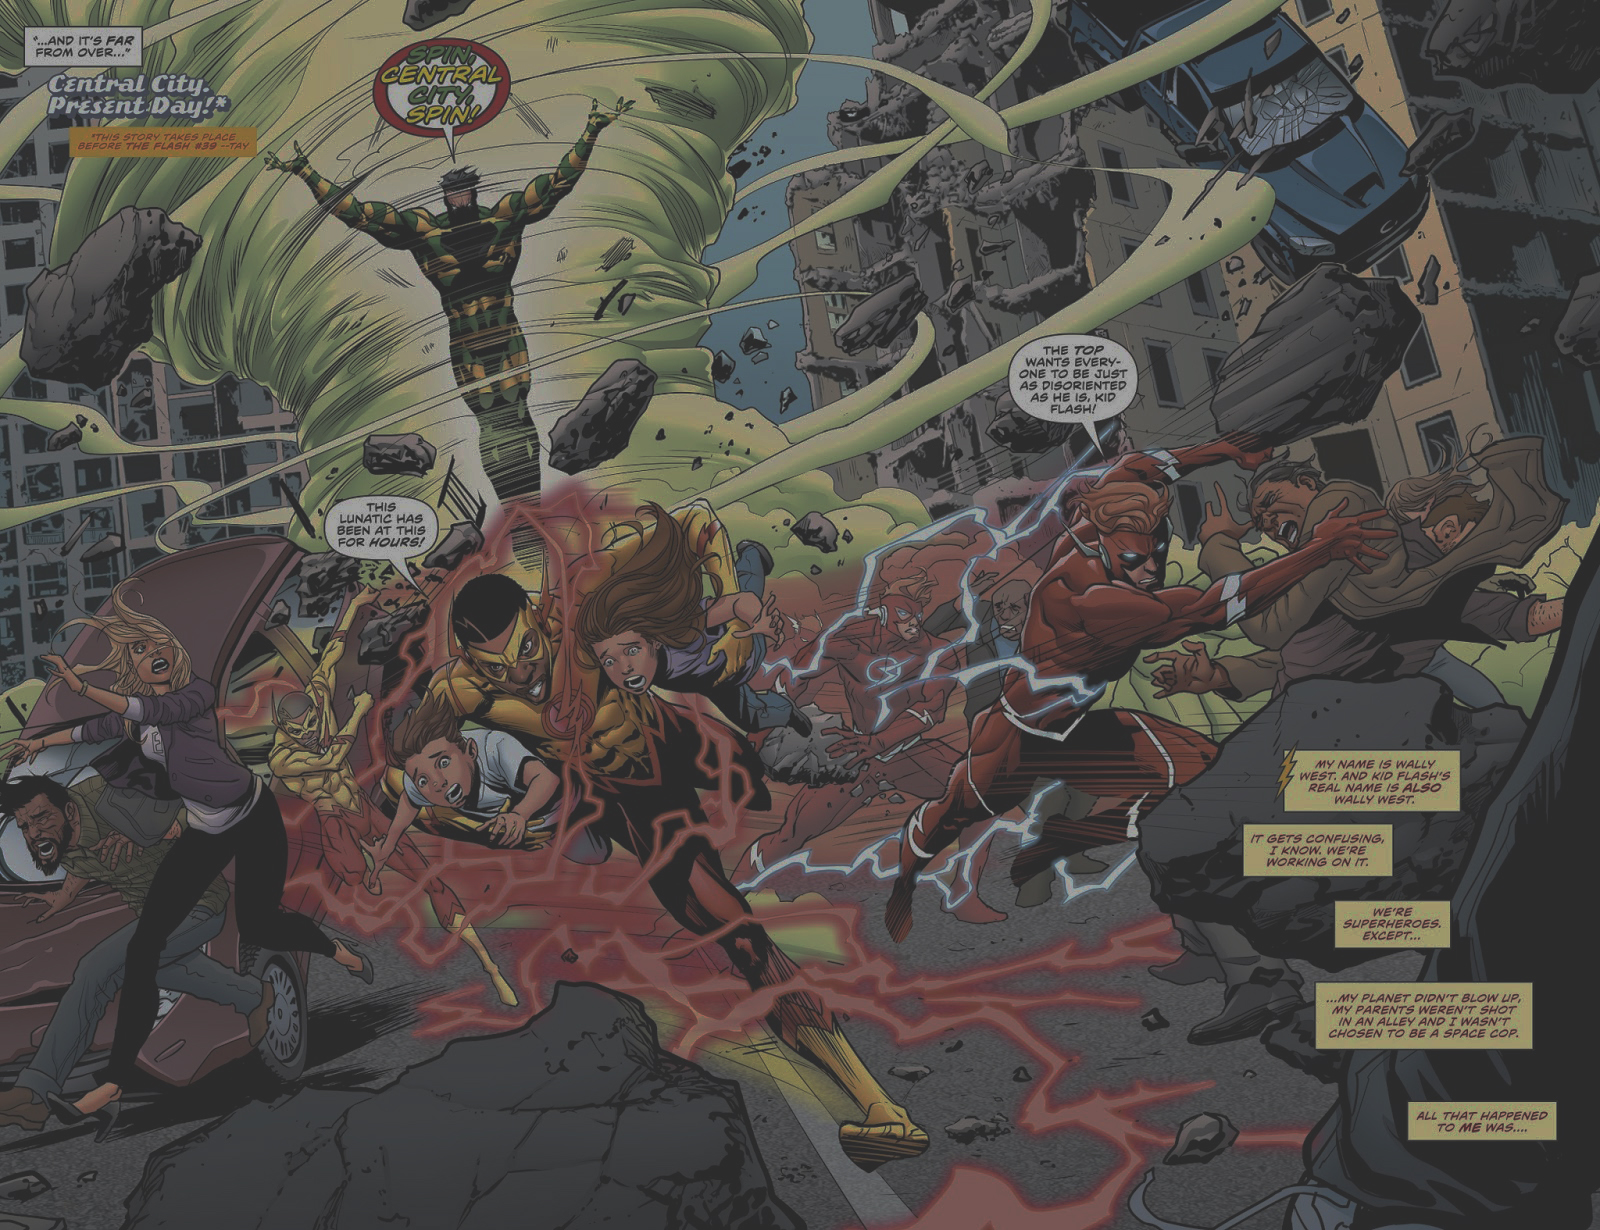 "...AND IT'S FAR
FROM OVER..."
Central City.
Present Day!*
*THIS STORY TAKES PLACE
BEFORE THE FLASH #39 --TAY
SPIN,
CENTRAL
CITY,
SPIN!
THE TOP
WANTS EVERY-
ONE TO BE JUST
AS DISORIENTED
AS HE IS, KID
FLASH!
THIS
LUNATIC HAS
BEEN AT THIS
FOR HOURS!
MY NAME IS WALLY
WEST. AND KID FLASH'S
REAL NAME IS ALSO
WALLY WEST.
IT GETS CONFUSING,
I KNOW. WE'RE
WORKING ON IT.
WE'RE
SUPERHEROES.
EXCEPT...
...MY PLANET DIDN'T BLOW UP,
MY PARENTS WEREN'T SHOT
IN AN ALLEY AND I WASN'T
CHOSEN TO BE A SPACE COP.
ALL THAT HAPPENED
TO ME WAS....